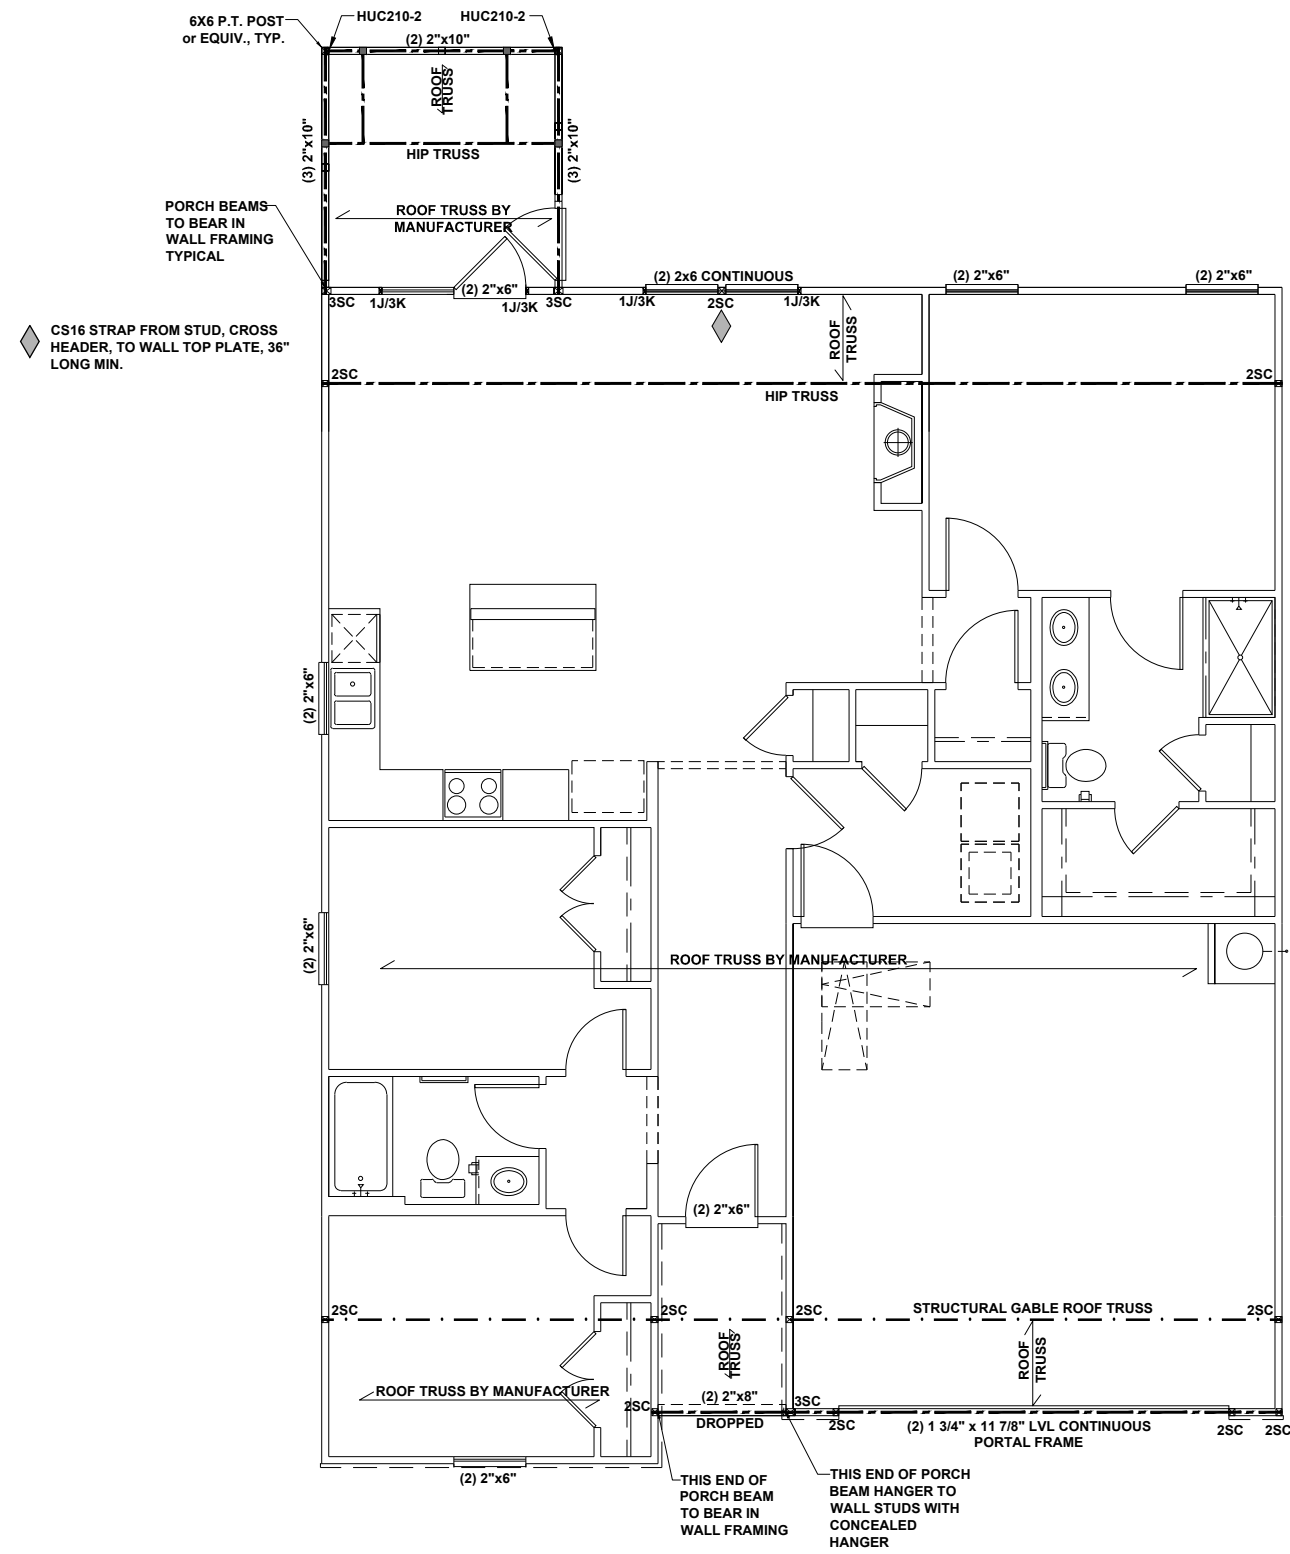 6X6 P.T. POST
or EQUIV., TYP.
HUC210-2
HUC210-2
(2) 2"x10"
ROOF
TRUSS
(3) 2"x10"
(3) 2"x10"
HIP TRUSS
PORCH BEAMS
TO BEAR IN
WALL FRAMING
TYPICAL
ROOF TRUSS BY
MANUFACTURER
(2) 2"x6"
3SC
1J/3K
1J/3K
3SC
(2) 2x6 CONTINUOUS
1J/3K
2SC
1J/3K
(2) 2"x6"
(2) 2"x6"
CS16 STRAP FROM STUD, CROSS
HEADER, TO WALL TOP PLATE, 36"
LONG MIN.
ROOF
TRUSS
2SC
2SC
HIP TRUSS
(2) 2"x6"
(2) 2"x6"
ROOF TRUSS BY MANUFACTURER
(2) 2"x6"
2SC
2SC
2SC
STRUCTURAL GABLE ROOF TRUSS
2SC
ROOF
TRUSS
ROOF
TRUSS
ROOF TRUSS BY MANUFACTURER
2SC
(2) 2"x8"
DROPPED
3SC
2SC
(2) 1 3/4" x 11 7/8" LVL CONTINUOUS
PORTAL FRAME
2SC
2SC
(2) 2"x6"
THIS END OF
PORCH BEAM
TO BEAR IN
WALL FRAMING
THIS END OF PORCH
BEAM HANGER TO
WALL STUDS WITH
CONCEALED
HANGER